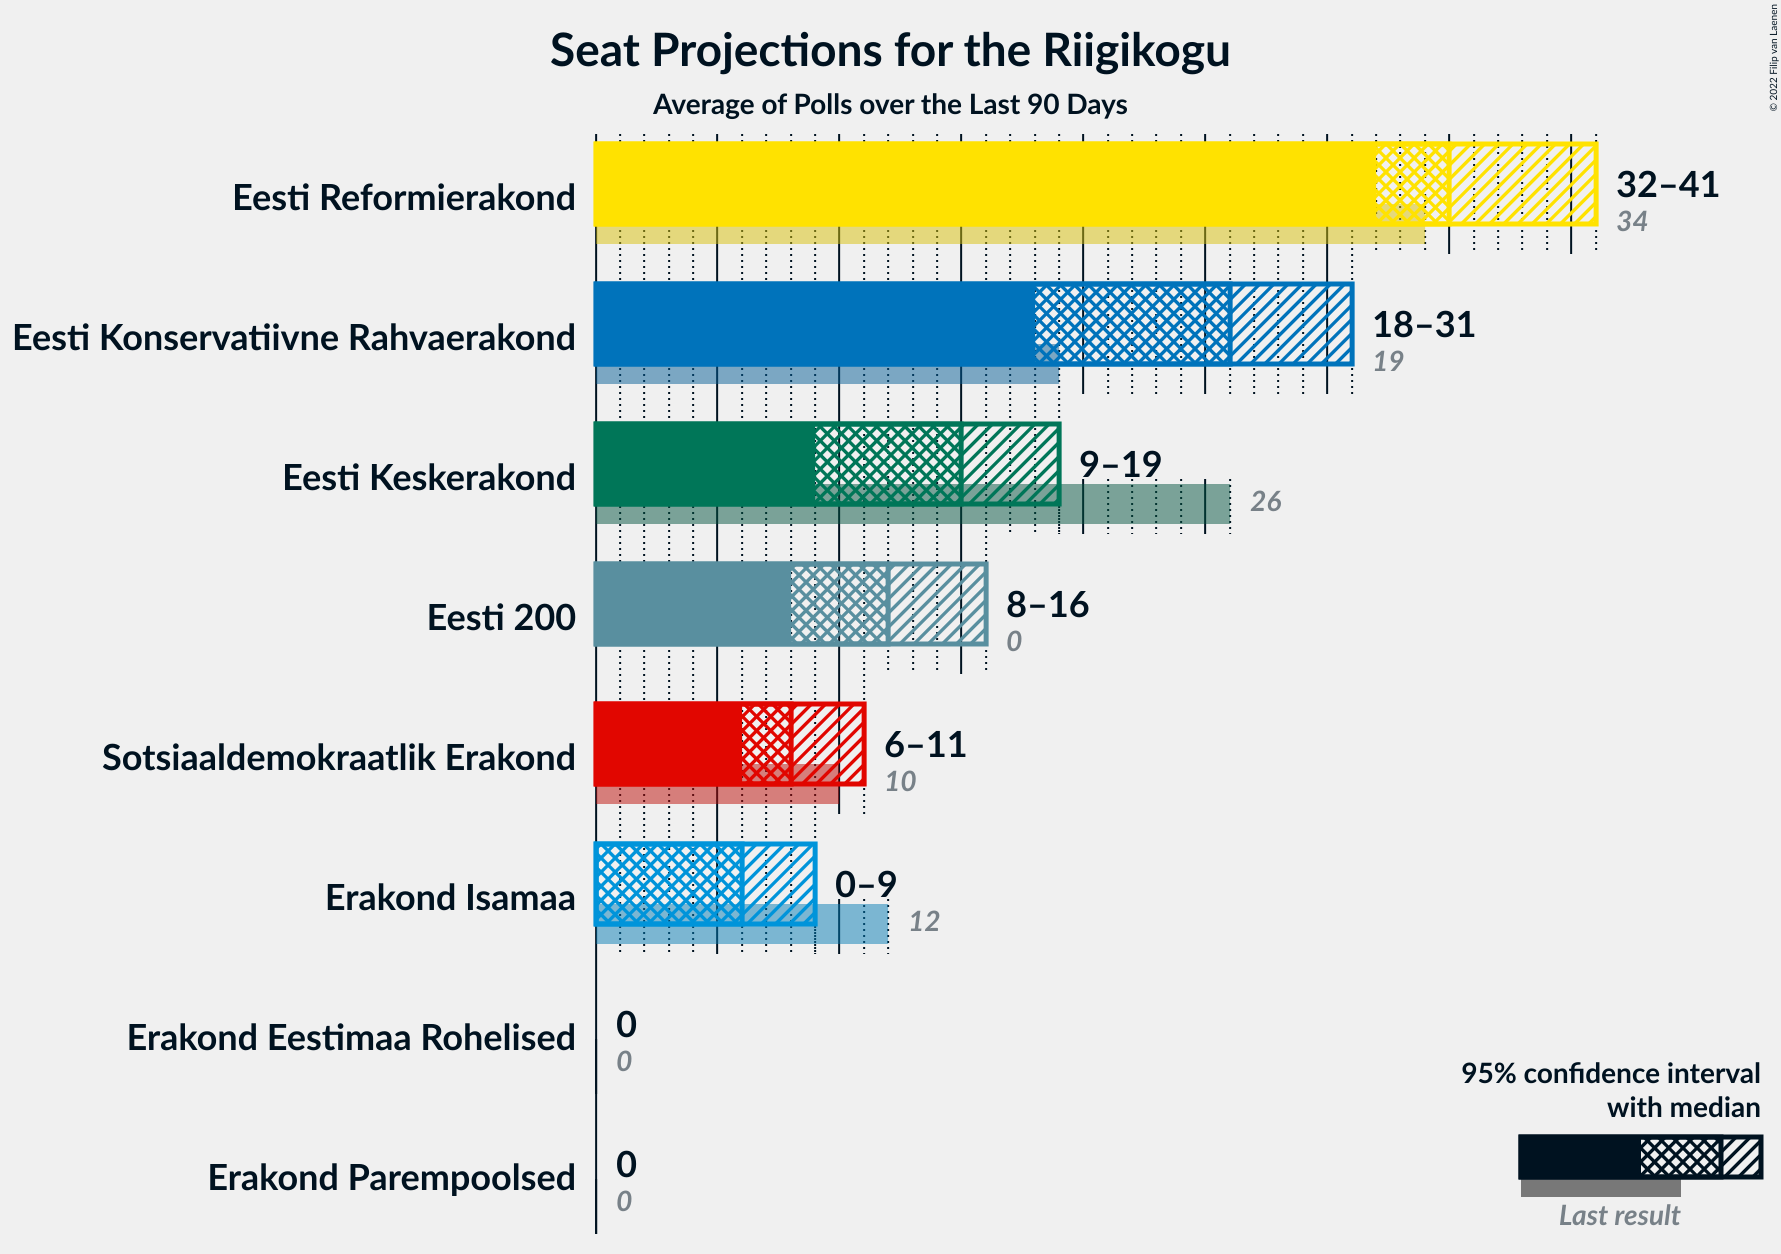 Seat Projections for the Riigikogu
Average of Polls over the Last 90 Days
© 2022 Filip van Laenen
Eesti Reformierakond
32–41
34
Eesti Konservatiivne Rahvaerakond
18–31
19
Eesti Keskerakond
9–19
26
Eesti 200
8–16
0
Sotsiaaldemokraatlik Erakond
6–11
10
Erakond Isamaa
0–9
12
Erakond Eestimaa Rohelised
0
0
Erakond Parempoolsed
0
0
95% confidence interval
with median
Last result